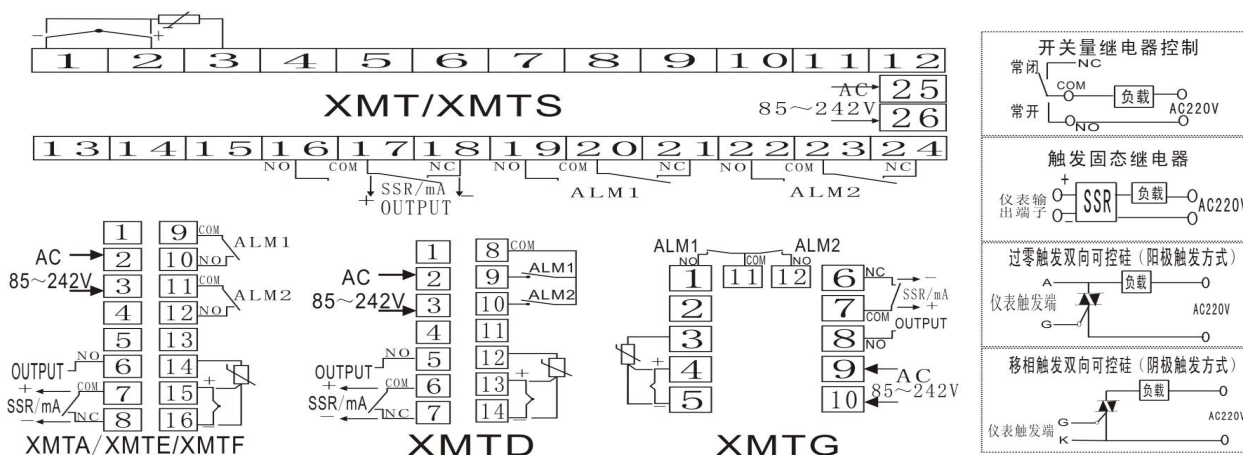 - +
1 2 3 4 5 6 7 8 9 10 11 12
XMT/XMTS
AC 25
85~242V 26
13 14 15 16 17 18 19 20 21 22 23 24
NO COM NC NO COM NC NO COM NC
+ SSR/mA -
OUTPUT
ALM1
ALM2
1 9 COM
AC 2 10 NO ALM1
85~242V 3 11 COM
4 12 NO ALM2
5 13
OUTPUT NO 6 14
+ COM 7 15 +
SSR/mA
- NC 8 16 -
XMTA/XMTE/XMTF
1 8 COM
AC 2 9 ALM1
85~242V 3 10 ALM2
4 11
OUTPUT NO 5 12
+ COM 6 13 +
SSR/mA
- NC 7 14 -
XMTD
ALM1 ALM2
NO COM NO
1 11 12 6 NC -
SSR/mA
2 7 COM +
OUTPUT
3 8 NO
+ 4 9 AC
85~242V
- 5 10
XMTG
开关量继电器控制
常闭 NC
COM 负载
AC220V
常开 NO
触发固态继电器
+
仪表输
出端子
-
SSR 负载
AC220V
过零触发双向可控硅（阳极触发方式）
A 负载
仪表触发端
AC220V
G
移相触发双向可控硅（阴极触发方式）
负载
AC220V
G
仪表触发端
K